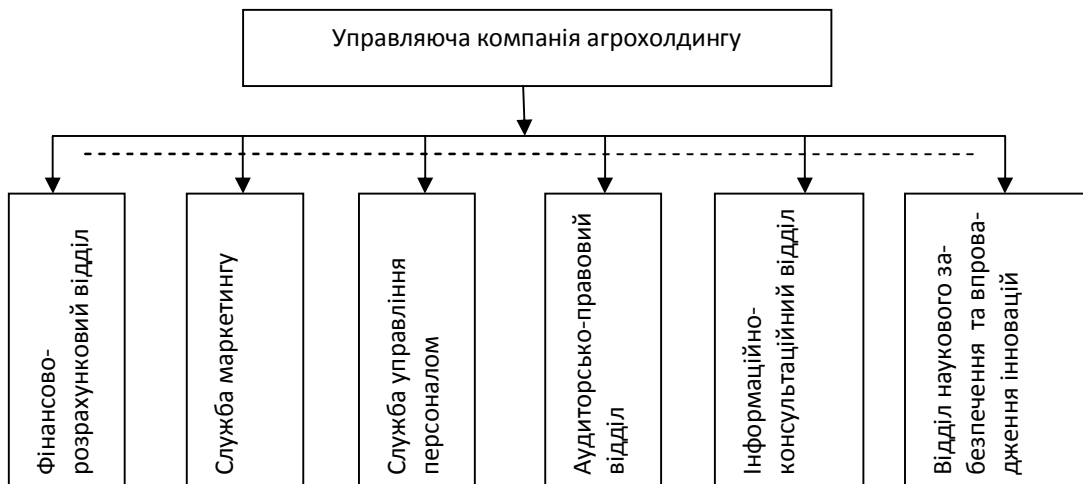 Управляюча компанія агрохолдингу
Фінансово-
розрахунковий відділ
Служба маркетингу
Служба управління
персоналом
Аудиторсько-правовий
відділ
Інформаційно-
консультаційний відділ
Відділ наукового за-
безпечення та впрова-
дження інновацій